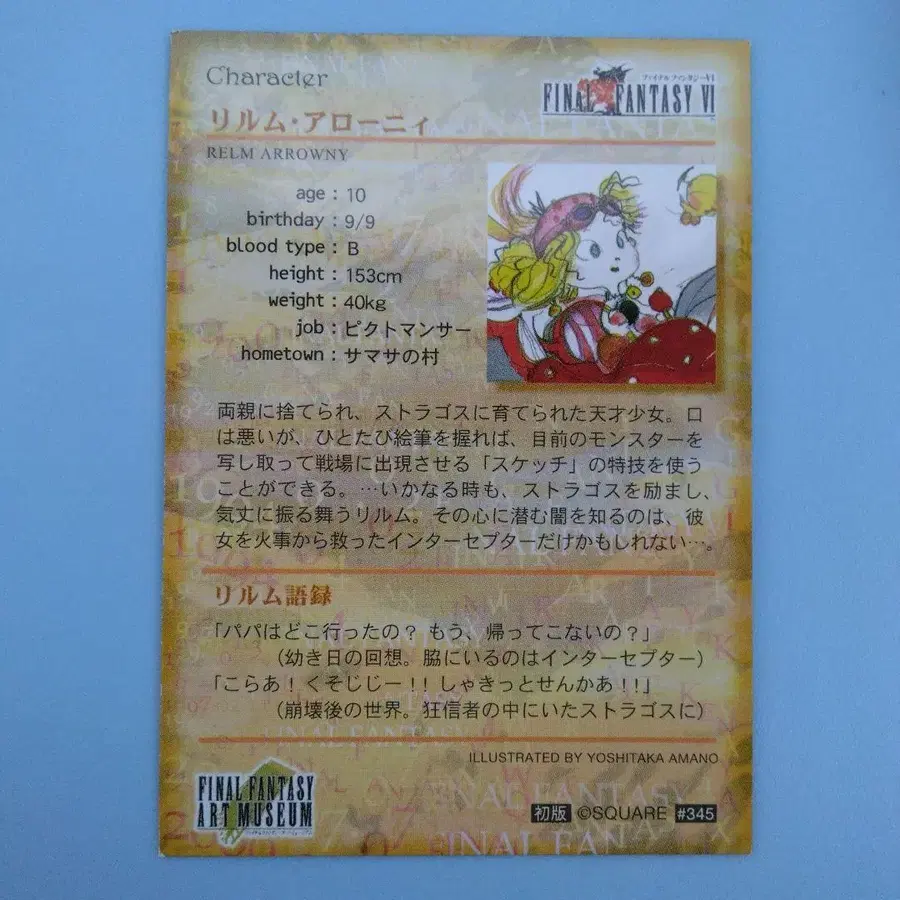 Character
ファイナルファンタジーVI
FINAL FANTASY VI
リルム・アローニィ
RELM ARROWNY
age : 10
birthday : 9/9
blood type : B
height : 153cm
weight : 40kg
job : ピクトマンサー
hometown : サマサの村
両親に捨てられ、ストラゴスに育てられた天才少女。口
は悪いが、ひとたび絵筆を握れば、目前のモンスターを
写し取って戦場に出現させる「スケッチ」の特技を使う
ことができる。…いかなる時も、ストラゴスを励まし、
気丈に振る舞うリルム。その心に潜む闇を知るのは、彼
女を火事から救ったインターセプターだけかもしれない…。
リルム語録
「パパはどこ行ったの？ もう、帰ってこないの？」
（幼き日の回想。脇にいるのはインターセプター）
「こらあ！くそじじー！！しゃきっとせんかあ！！」
（崩壊後の世界。狂信者の中にいたストラゴスに）
ILLUSTRATED BY YOSHITAKA AMANO
FINAL FANTASY
ART MUSEUM
初版 ©SQUARE #345